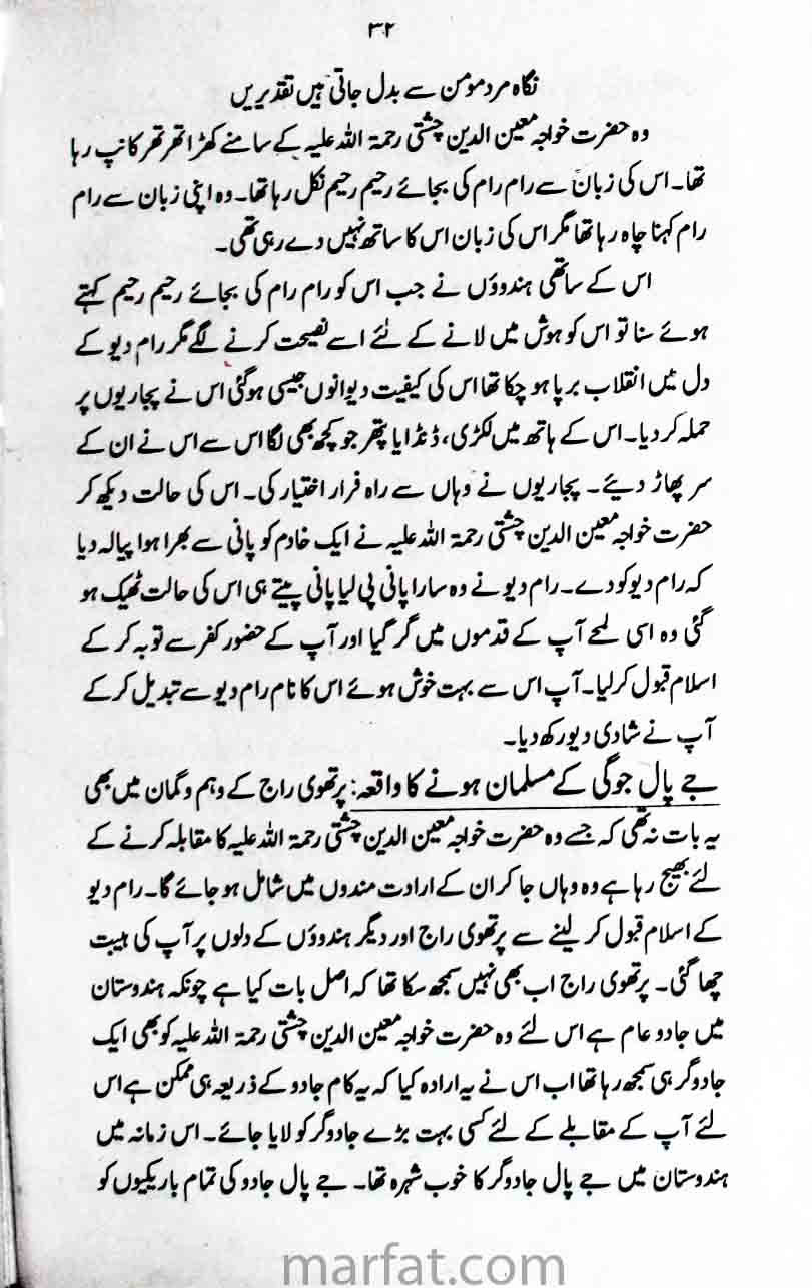 ۳۲
نگاہ مردمومن سے بدل جاتی ہیں تقدیریں
وہ حضرت خواجہ معین الدین چشتی رحمۃ اللہ علیہ کے سامنے کھڑا تھر تھر کانپ رہا
تھا۔ اس کی زبان سے رام رام کی بجائے رحیم رحیم نکل رہا تھا۔ وہ اپنی زبان سے رام
رام کہنا چاہ رہا تھا مگر اس کی زبان اس کا ساتھ نہیں دے رہی تھی۔
اس کے ساتھی ہندوؤں نے جب اس کو رام رام کی بجائے رحیم رحیم کہتے
ہوئے سنا تو اس کو ہوش میں لانے کے لئے اسے نصیحت کرنے لگے مگر رام دیو کے
دل میں انقلاب برپا ہو چکا تھا اس کی کیفیت دیوانوں جیسی ہوگئی اس نے پجاریوں پر
حملہ کر دیا۔ اس کے ہاتھ میں لکڑی، ڈنڈا یا پتھر جو کچھ بھی لگا اس سے اس نے ان کے
سر پھاڑ دیئے۔ پجاریوں نے وہاں سے راہ فرار اختیار کی۔ اس کی حالت دیکھ کر
حضرت خواجہ معین الدین چشتی رحمۃ اللہ علیہ نے ایک خادم کو پانی سے بھرا ہوا پیالہ دیا
کہ رام دیو کو دے۔ رام دیو نے وہ سارا پانی پی لیا پانی پیتے ہی اس کی حالت ٹھیک ہو
گئی وہ اسی لمحے آپ کے قدموں میں گر گیا اور آپ کے حضور کفر سے توبہ کر کے
اسلام قبول کرلیا۔ آپ اس سے بہت خوش ہوئے اس کا نام رام دیو سے تبدیل کر کے
آپ نے شادی دیو رکھ دیا۔
جے پال جوگی کے مسلمان ہونے کا واقعہ: پرتھوی راج کے وہم و گمان میں بھی
یہ بات نہ تھی کہ جسے وہ حضرت خواجہ معین الدین چشتی رحمۃ اللہ علیہ کا مقابلہ کرنے کے
لئے بھیج رہا ہے وہ وہاں جا کر ان کے ارادت مندوں میں شامل ہو جائے گا۔ رام دیو
کے اسلام قبول کر لینے سے پرتھوی راج اور دیگر ہندوؤں کے دلوں پر آپ کی ہیبت
چھا گئی۔ پرتھوی راج اب بھی نہیں سمجھ سکا تھا کہ اصل بات کیا ہے چونکہ ہندوستان
میں جادو عام ہے اس لئے وہ حضرت خواجہ معین الدین چشتی رحمۃ اللہ علیہ کو بھی ایک
جادوگر ہی سمجھ رہا تھا اب اس نے یہ ارادہ کیا کہ یہ کام جادو کے ذریعہ ہی ممکن ہے اس
لئے آپ کے مقابلے کے لئے کسی بہت بڑے جادوگر کو لایا جائے۔ اس زمانہ میں
ہندوستان میں جے پال جادوگر کا خوب شہرہ تھا۔ جے پال جادو کی تمام باریکیوں کو
marfat.com